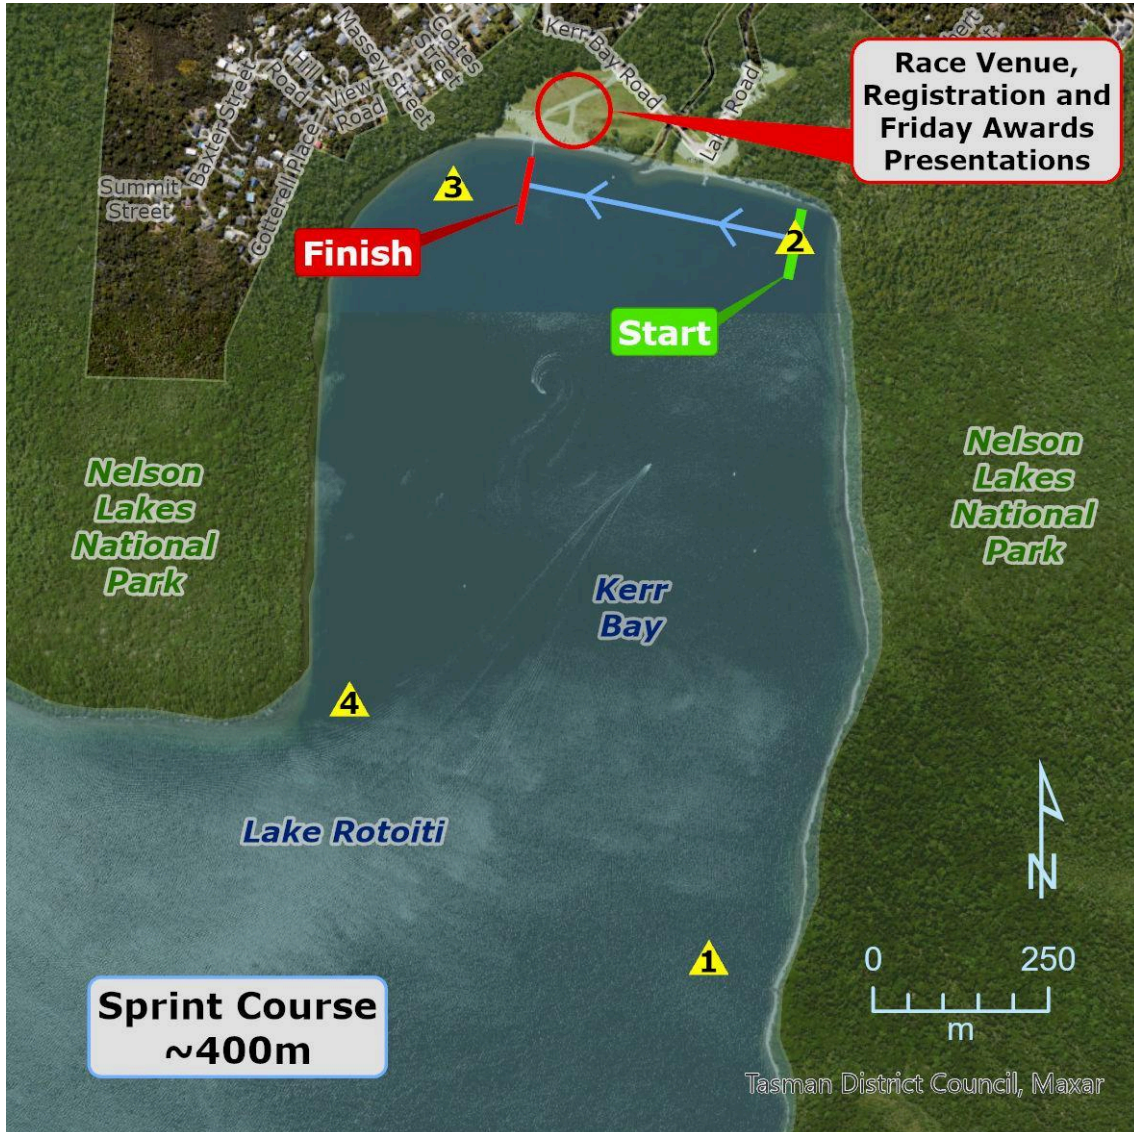 Massey Street
Coates Street
Kerr Bay Road
Hill
View Road
Road
Baxten Street
Cotterell Place
Summit
Street
Lake Road
Race Venue,
Registration and
Friday Awards
Presentations
3
2
Finish
Start
Nelson
Lakes
National
Park
Nelson
Lakes
National
Park
Kerr
Bay
4
Lake Rotoiti
N
1
0 250
m
Sprint Course
~400m
Tasman District Council, Maxar